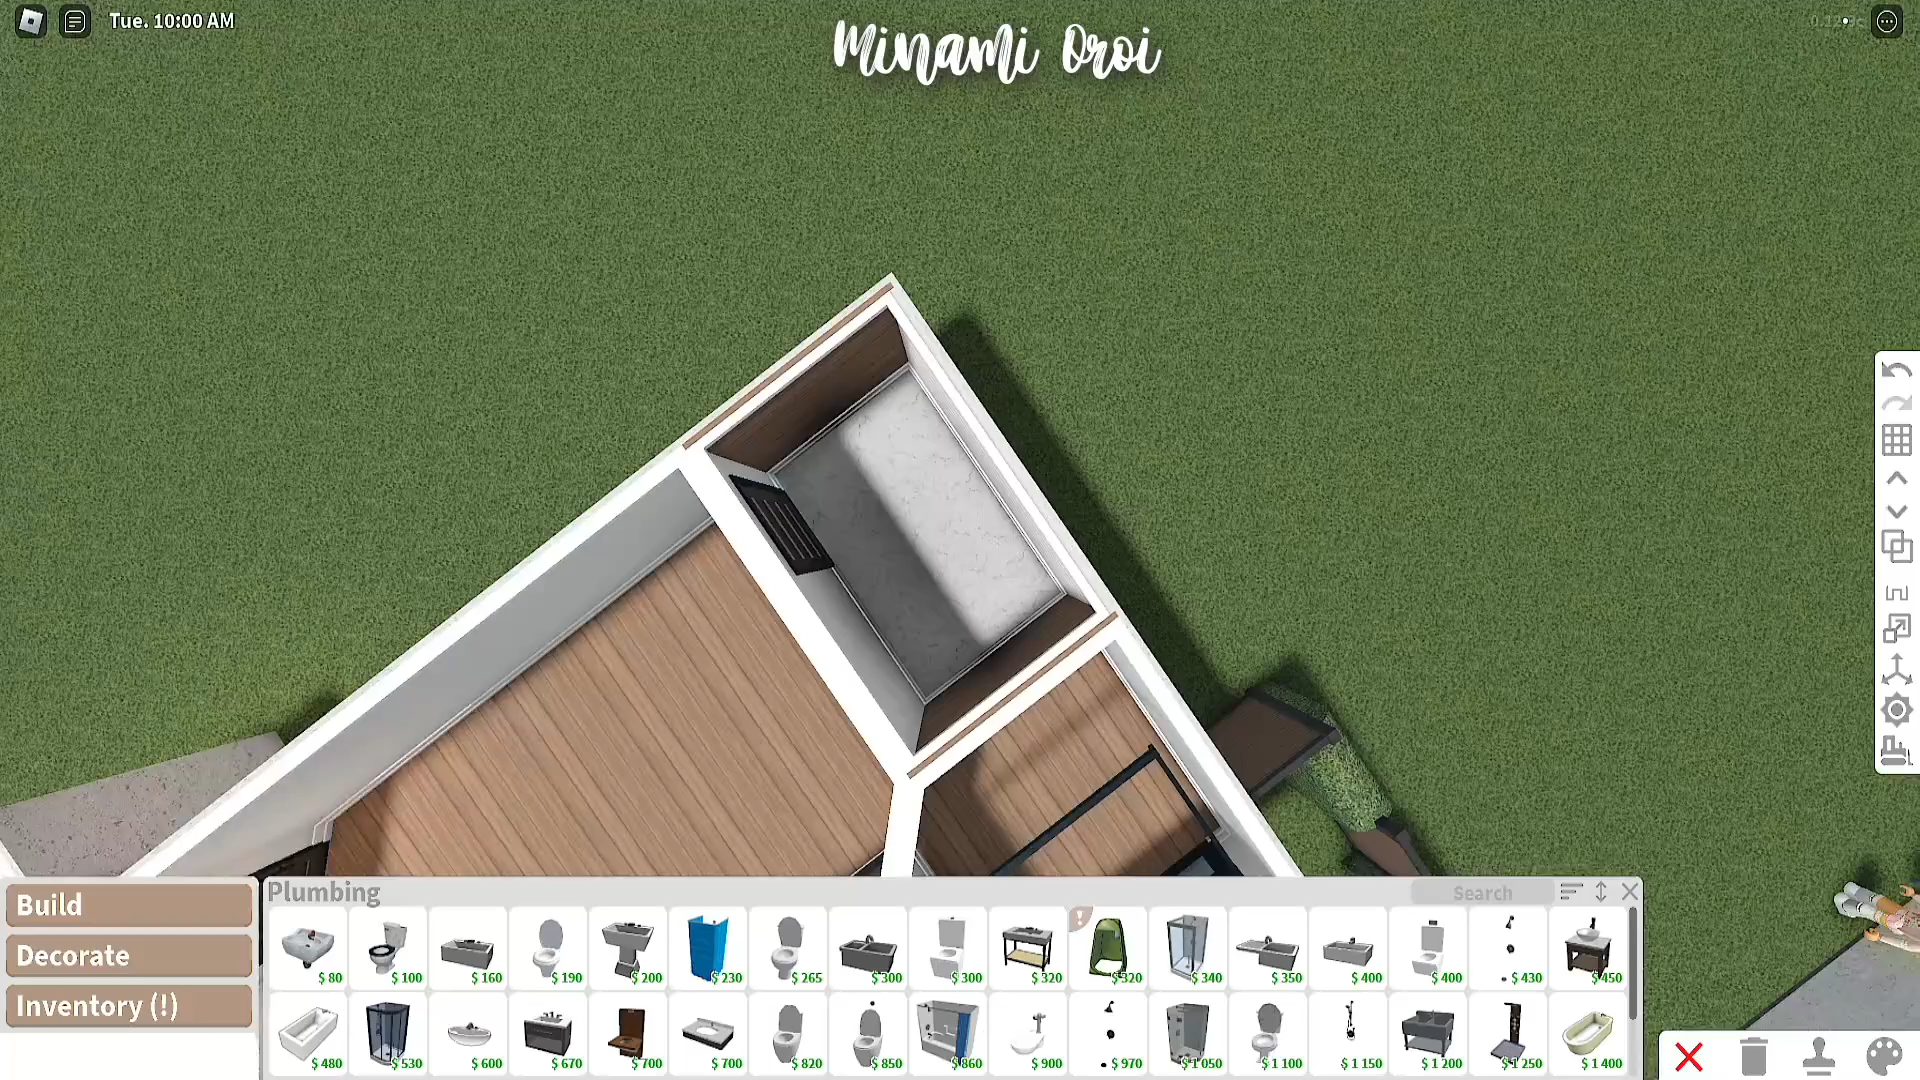 Tue. 10:00 AM
Minami Oroi
Build
Decorate
Inventory (!)
Plumbing
Search
$ 80
$ 100
$ 160
$ 190
$ 200
$ 230
$ 265
$ 300
$ 300
$ 320
!
$ 320
$ 340
$ 350
$ 400
$ 400
$ 430
$ 450
$ 480
$ 530
$ 600
$ 670
$ 700
$ 700
$ 820
$ 850
$ 860
$ 900
$ 970
$ 1 050
$ 1 100
$ 1 150
$ 1 200
$ 1 250
$ 1 400